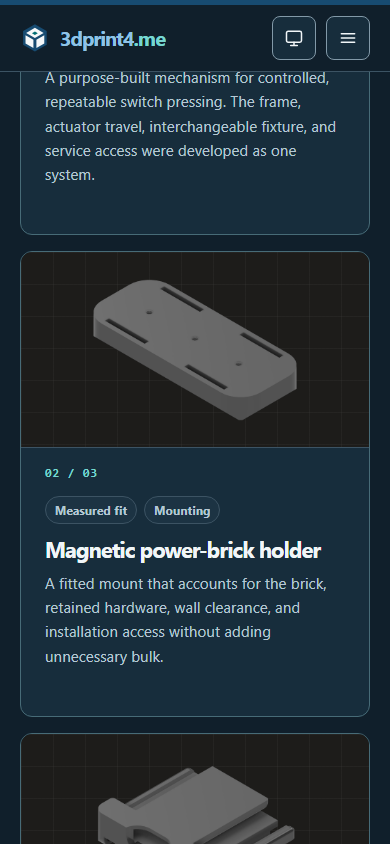 3dprint4.me
A purpose-built mechanism for controlled,
repeatable switch pressing. The frame,
actuator travel, interchangeable fixture, and
service access were developed as one
system.
02 / 03
Measured fit
Mounting
Magnetic power-brick holder
A fitted mount that accounts for the brick,
retained hardware, wall clearance, and
installation access without adding
unnecessary bulk.